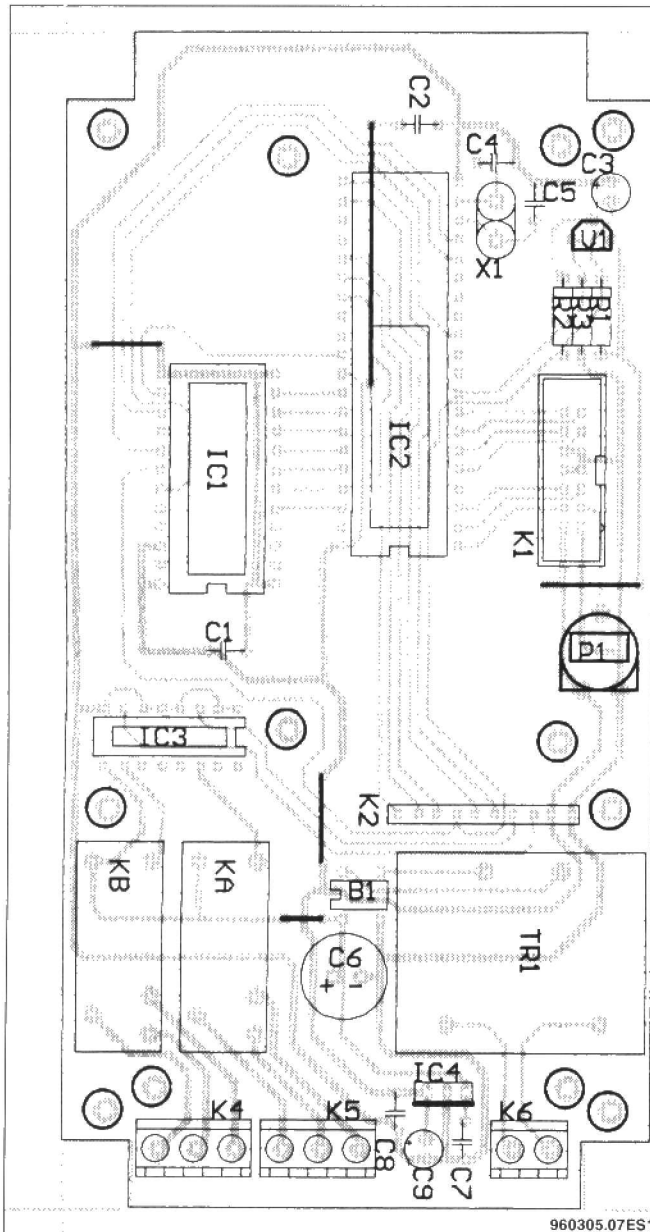 C2
C4
C3
C5
U1
X1
R2
R3
R1
IC1
IC2
K1
C1
P1
IC3
K2
KB
KA
B1
C6
TR1
+ -
IC4
K4
K5
K6
C8
C9
C7
960305.07ES